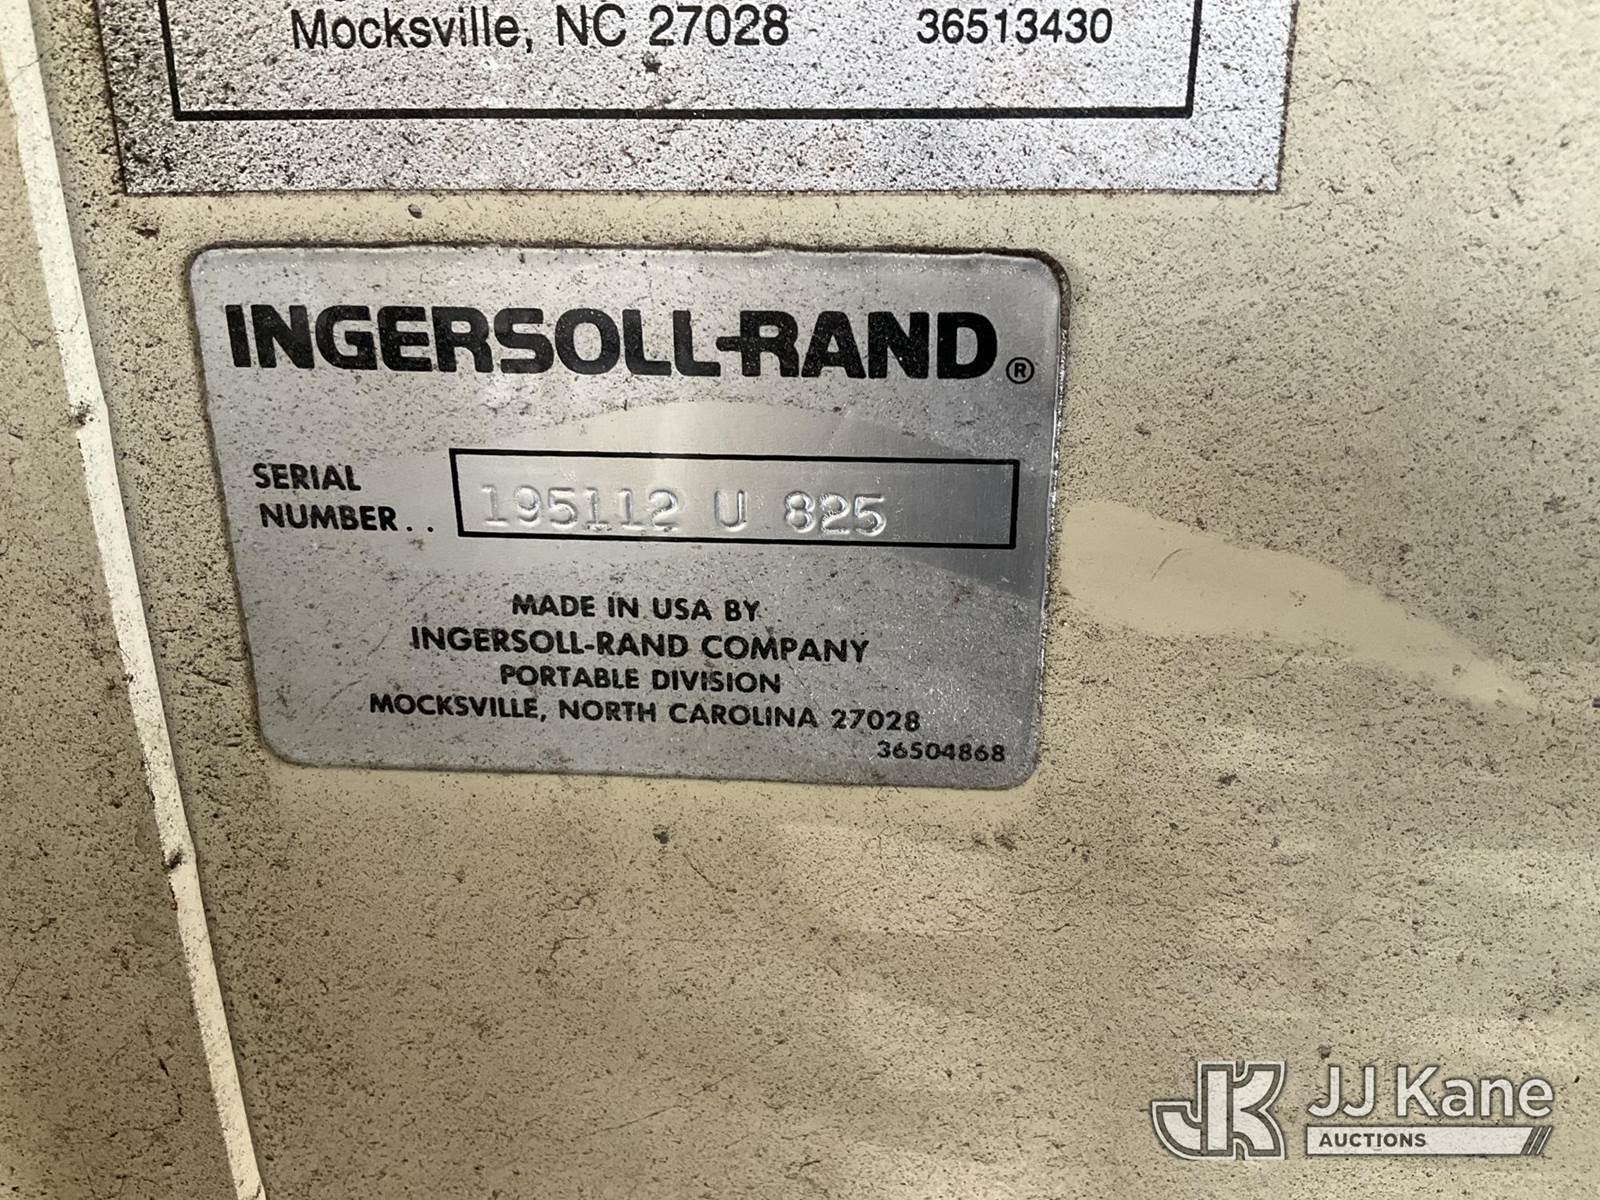 Mocksville, NC 27028 36513430
INGERSOLL-RAND®
SERIAL
NUMBER.. 195112 U 825
MADE IN USA BY
INGERSOLL-RAND COMPANY
PORTABLE DIVISION
MOCKSVILLE, NORTH CAROLINA 27028
36504868
JK JJ Kane
AUCTIONS